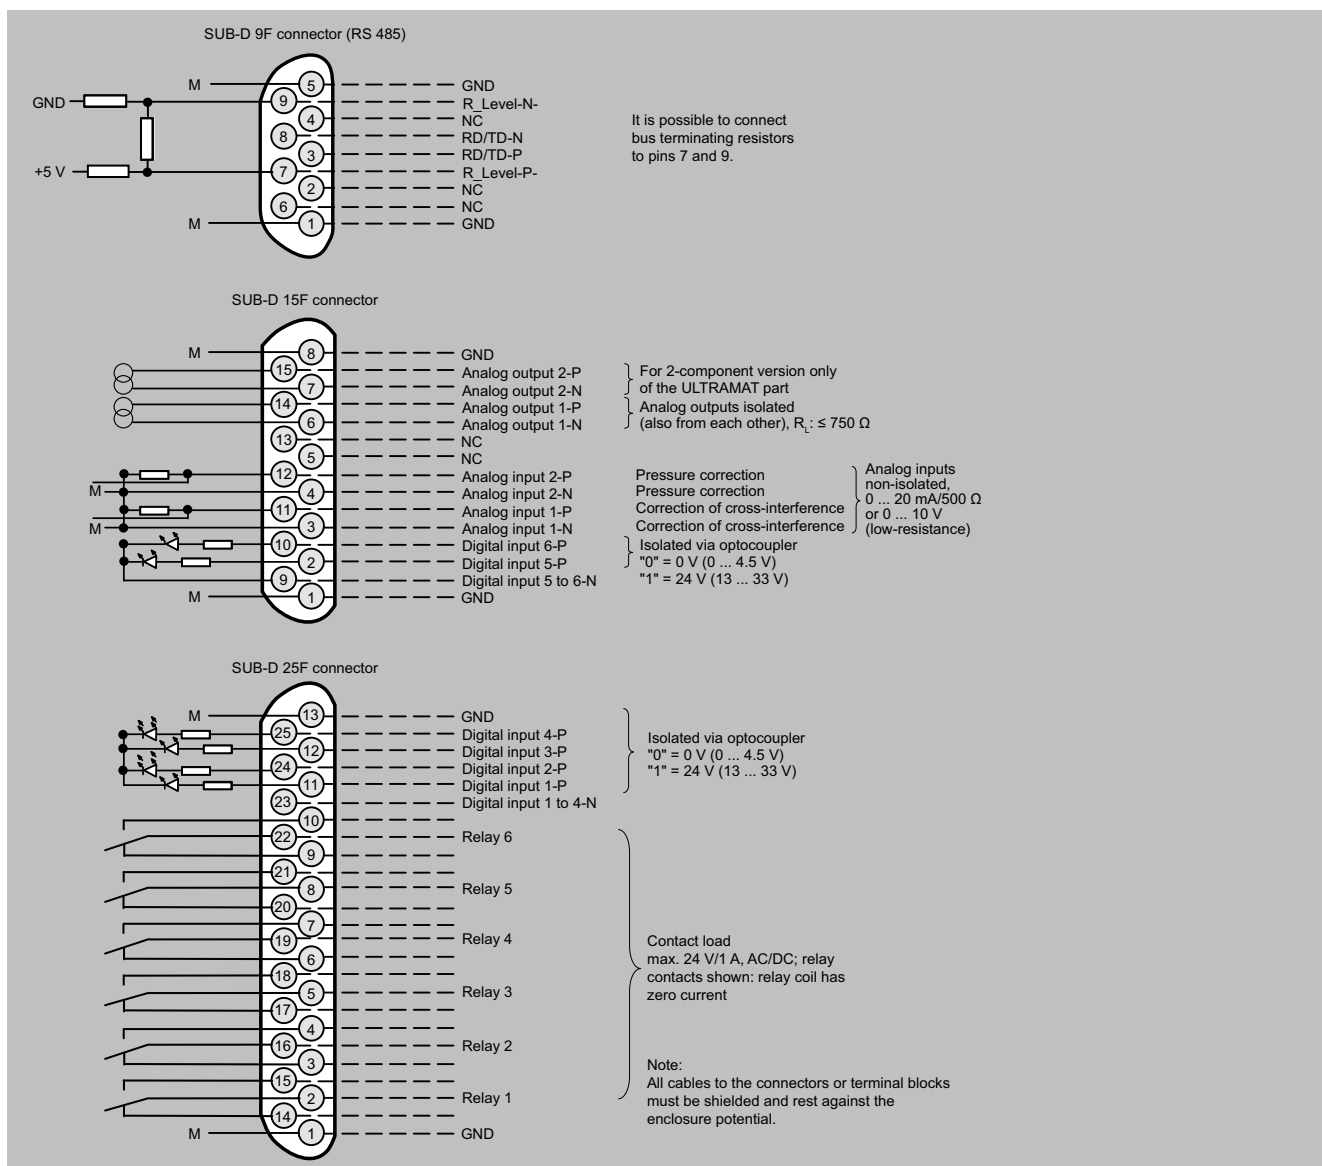 SUB-D 9F connector (RS 485)
M 5 GND
GND 9 R_Level-N-
4 NC
8 RD/TD-N
3 RD/TD-P
+5 V 7 R_Level-P-
2 NC
6 NC
M 1 GND
It is possible to connect
bus terminating resistors
to pins 7 and 9.
SUB-D 15F connector
M 8 GND
15 Analog output 2-P
7 Analog output 2-N
14 Analog output 1-P
6 Analog output 1-N
13 NC
5 NC
12 Analog input 2-P
M 4 Analog input 2-N
11 Analog input 1-P
M 3 Analog input 1-N
10 Digital input 6-P
2 Digital input 5-P
9 Digital input 5 to 6-N
M 1 GND
For 2-component version only
of the ULTRAMAT part
Analog outputs isolated
(also from each other), RL: ≤ 750 Ω
Pressure correction
Pressure correction
Correction of cross-interference
Correction of cross-interference
Analog inputs
non-isolated,
0 ... 20 mA/500 Ω
or 0 ... 10 V
(low-resistance)
Isolated via optocoupler
"0" = 0 V (0 ... 4.5 V)
"1" = 24 V (13 ... 33 V)
SUB-D 25F connector
M 13 GND
25 Digital input 4-P
12 Digital input 3-P
24 Digital input 2-P
11 Digital input 1-P
23 Digital input 1 to 4-N
10
22 Relay 6
9
21
8 Relay 5
20
7
19 Relay 4
6
18
5 Relay 3
17
4
16 Relay 2
3
15
2 Relay 1
14
M 1 GND
Isolated via optocoupler
"0" = 0 V (0 ... 4.5 V)
"1" = 24 V (13 ... 33 V)
Contact load
max. 24 V/1 A, AC/DC; relay
contacts shown: relay coil has
zero current
Note:
All cables to the connectors or terminal blocks
must be shielded and rest against the
enclosure potential.